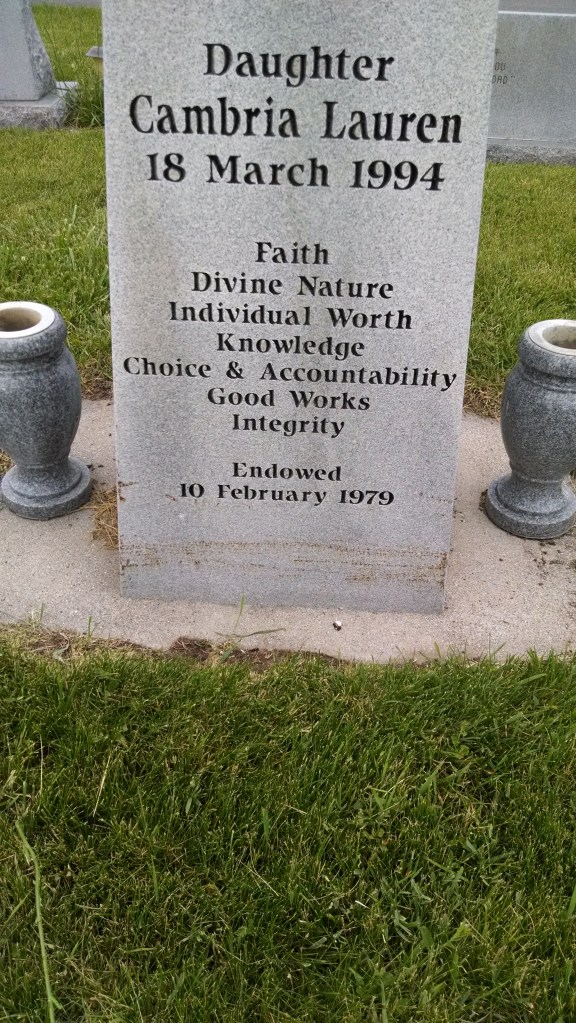 Daughter
Cambria Lauren
18 March 1994
Faith
Divine Nature
Individual Worth
Knowledge
Choice & Accountability
Good Works
Integrity
Endowed
10 February 1979